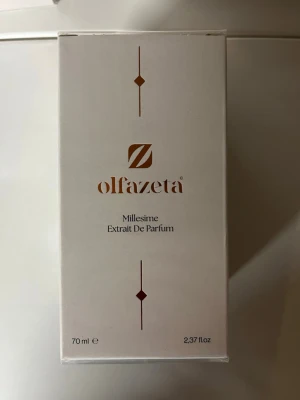 olfazeta®
Millesime
Extrait De Parfum
70 ml ℮ 2,37 fl oz